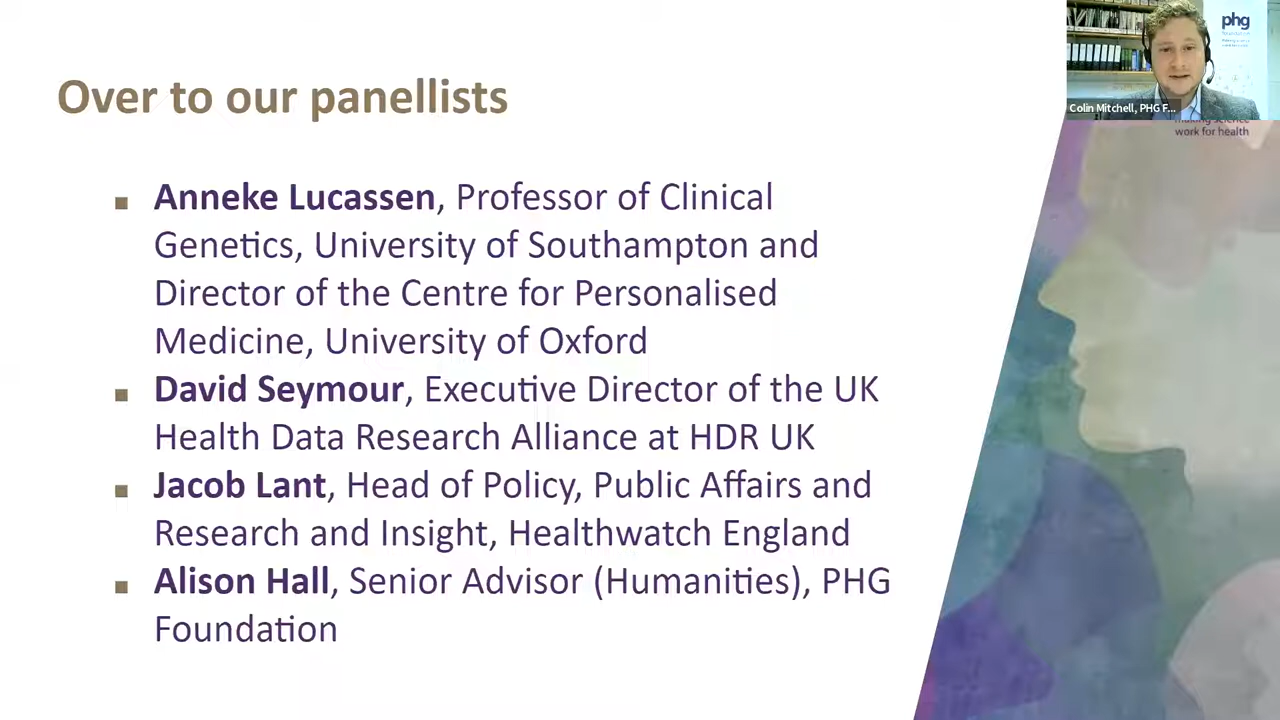 Over to our panellists
▪ Anneke Lucassen, Professor of Clinical
Genetics, University of Southampton and
Director of the Centre for Personalised
Medicine, University of Oxford
▪ David Seymour, Executive Director of the UK
Health Data Research Alliance at HDR UK
▪ Jacob Lant, Head of Policy, Public Affairs and
Research and Insight, Healthwatch England
▪ Alison Hall, Senior Advisor (Humanities), PHG
Foundation
phg
Colin Mitchell, PHG F...
making science
work for health